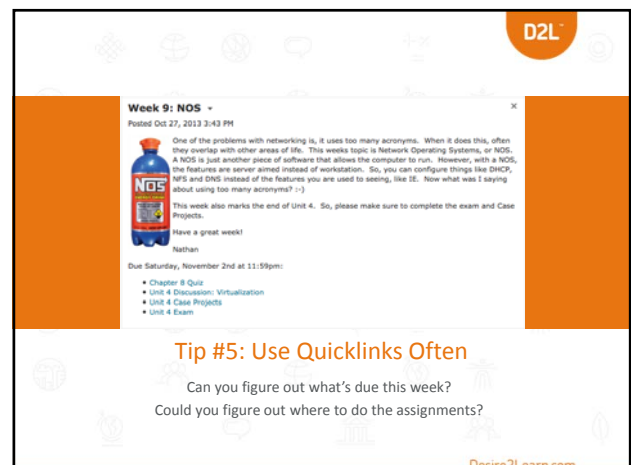 D2L™
Week 9: NOS
×
Posted Oct 27, 2013 3:43 PM
One of the problems with networking is, it uses too many acronyms. When it does this, often
they overlap with other areas of life. This weeks topic is Network Operating Systems, or NOS.
A NOS is just another piece of software that allows the computer to run. However, with a NOS,
the features are server aimed instead of workstation. So, you can configure things like DHCP,
NFS and DNS instead of the features you are used to seeing, like IE. Now what was I saying
about using too many acronyms? :-)
NOS
This week also marks the end of Unit 4. So, please make sure to complete the exam and Case
Projects.
Have a great week!
Nathan
Due Saturday, November 2nd at 11:59pm:
• Chapter 8 Quiz
• Unit 4 Discussion: Virtualization
• Unit 4 Case Projects
• Unit 4 Exam
Tip #5: Use Quicklinks Often
Can you figure out what's due this week?
Could you figure out where to do the assignments?
Desire2Learn.com